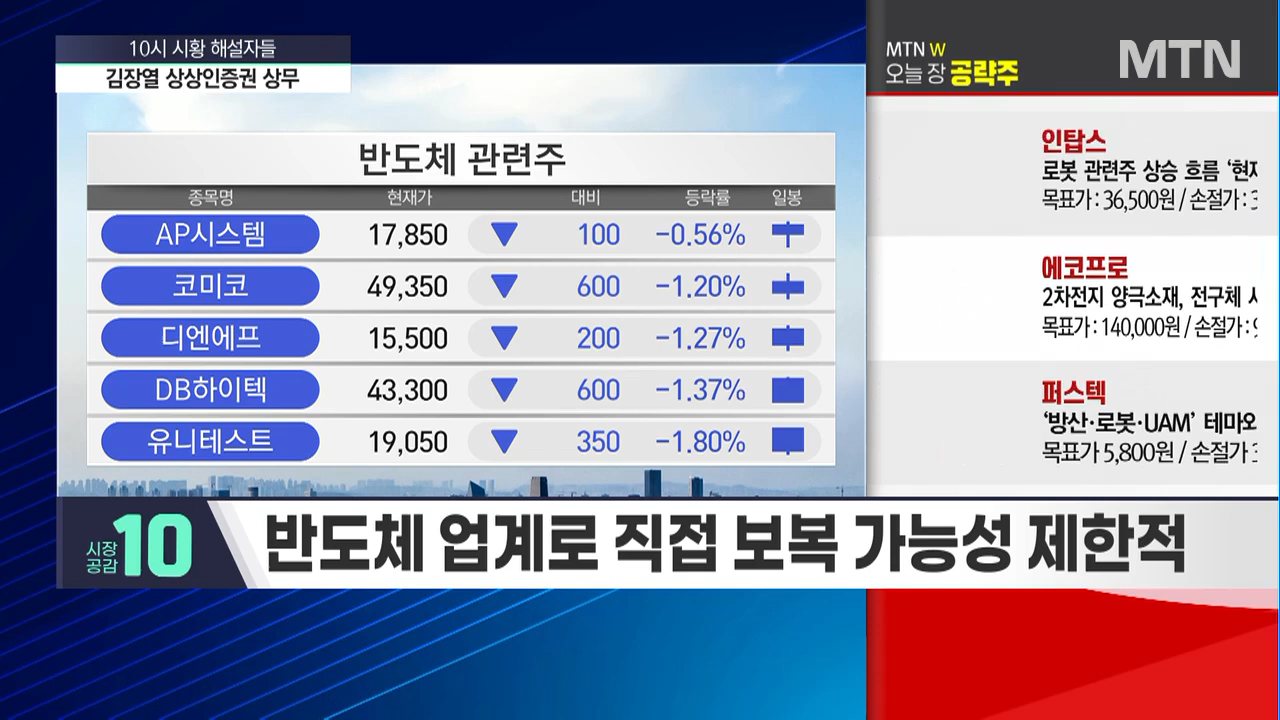 10시 시황 해설자들
김장열 상상인증권 상무
반도체 관련주
종목명 현재가 대비 등락률 일봉
AP시스템 17,850 ▼ 100 -0.56%
코미코 49,350 ▼ 600 -1.20%
디엔에프 15,500 ▼ 200 -1.27%
DB하이텍 43,300 ▼ 600 -1.37%
유니테스트 19,050 ▼ 350 -1.80%
시장
공감
10
반도체 업계로 직접 보복 가능성 제한적
MTN W
오늘 장 공략주
MTN
인탑스
로봇 관련주 상승 흐름 ‘현재
목표가 : 36,500원 / 손절가 :
에코프로
2차전지 양극소재, 전구체
목표가 : 140,000원 / 손절가 :
퍼스텍
‘방산·로봇·UAM’ 테마와
목표가 5,800원 / 손절가